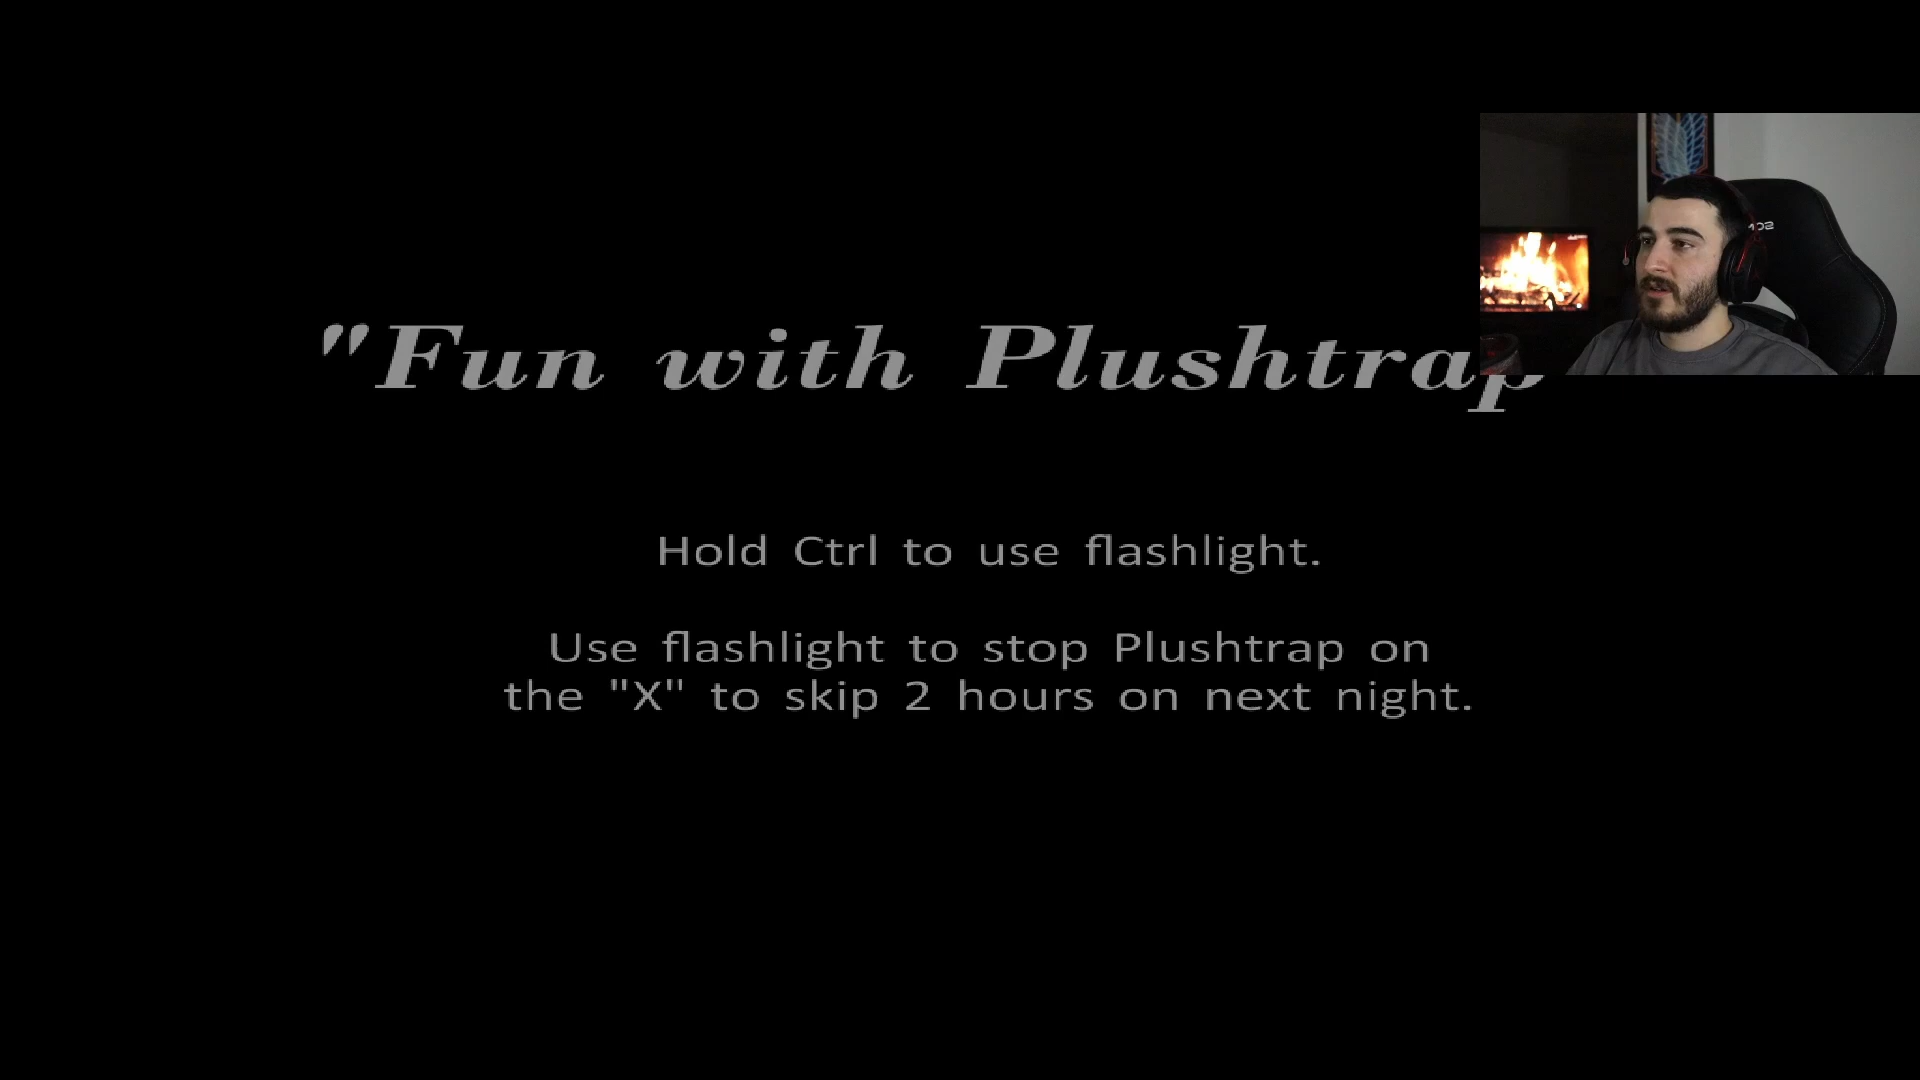 "Fun with Plushtrap
Hold Ctrl to use flashlight.
Use flashlight to stop Plushtrap on
the "X" to skip 2 hours on next night.